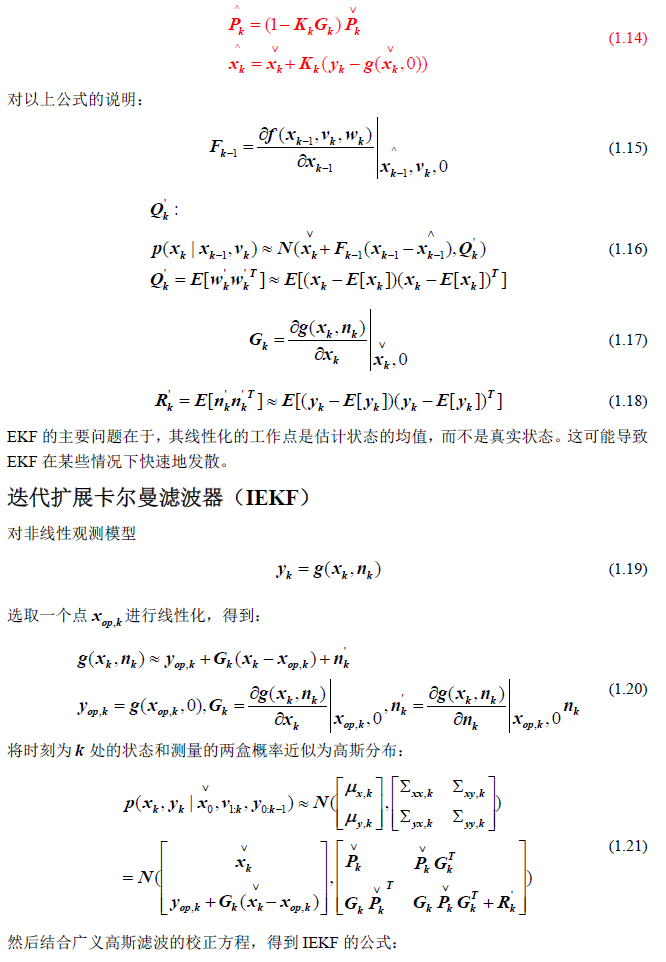 $\hat{P}_k = (1 - K_k G_k) \check{P}_k$ (1.14)
$\hat{x}_k = \check{x}_k + K_k (y_k - g(\check{x}_k, 0))$
对以上公式的说明：
$F_{k-1} = \left. \frac{\partial f(x_{k-1}, v_k, w_k)}{\partial x_{k-1}} \right|_{\hat{x}_{k-1}, v_k, 0}$ (1.15)
$Q_k^{'}:$
$p(x_k \mid x_{k-1}, v_k) \approx N(\check{x}_k + F_{k-1}(x_{k-1} - \hat{x}_{k-1}), Q_k^{'})$ (1.16)
$Q_k^{'} = E[w_k^{'} w_k^{'T}] \approx E[(x_k - E[x_k])(x_k - E[x_k])^T]$
$G_k = \left. \frac{\partial g(x_k, n_k)}{\partial x_k} \right|_{\check{x}_k, 0}$ (1.17)
$R_k^{'} = E[n_k^{'} n_k^{'T}] \approx E[(y_k - E[y_k])(y_k - E[y_k])^T]$ (1.18)
EKF 的主要问题在于，其线性化的工作点是估计状态的均值，而不是真实状态。这可能导致
EKF 在某些情况下快速地发散。
迭代扩展卡尔曼滤波器（IEKF）
对非线性观测模型
$y_k = g(x_k, n_k)$ (1.19)
选取一个点 $x_{op,k}$ 进行线性化，得到：
$g(x_k, n_k) \approx y_{op,k} + G_k (x_k - x_{op,k}) + n_k^{'}$
$y_{op,k} = g(x_{op,k}, 0), G_k = \left. \frac{\partial g(x_k, n_k)}{\partial x_k} \right|_{x_{op,k}, 0}, n_k^{'} = \left. \frac{\partial g(x_k, n_k)}{\partial n_k} \right|_{x_{op,k}, 0} n_k$ (1.20)
将时刻为 $k$ 处的状态和测量的两盒概率近似为高斯分布：
$p(x_k, y_k \mid \check{x}_0, v_{1:k}, y_{0:k-1}) \approx N(\begin{bmatrix} \mu_{x,k} \\ \mu_{y,k} \end{bmatrix}, \begin{bmatrix} \Sigma_{xx,k} & \Sigma_{xy,k} \\ \Sigma_{yx,k} & \Sigma_{yy,k} \end{bmatrix})$ (1.21)
$= N(\begin{bmatrix} \check{x}_k \\ y_{op,k} + G_k (\check{x}_k - x_{op,k}) \end{bmatrix}, \begin{bmatrix} \check{P}_k & \check{P}_k G_k^T \\ G_k \check{P}_k^T & G_k \check{P}_k G_k^T + R_k^{'} \end{bmatrix})$
然后结合广义高斯滤波的校正方程，得到 IEKF 的公式：